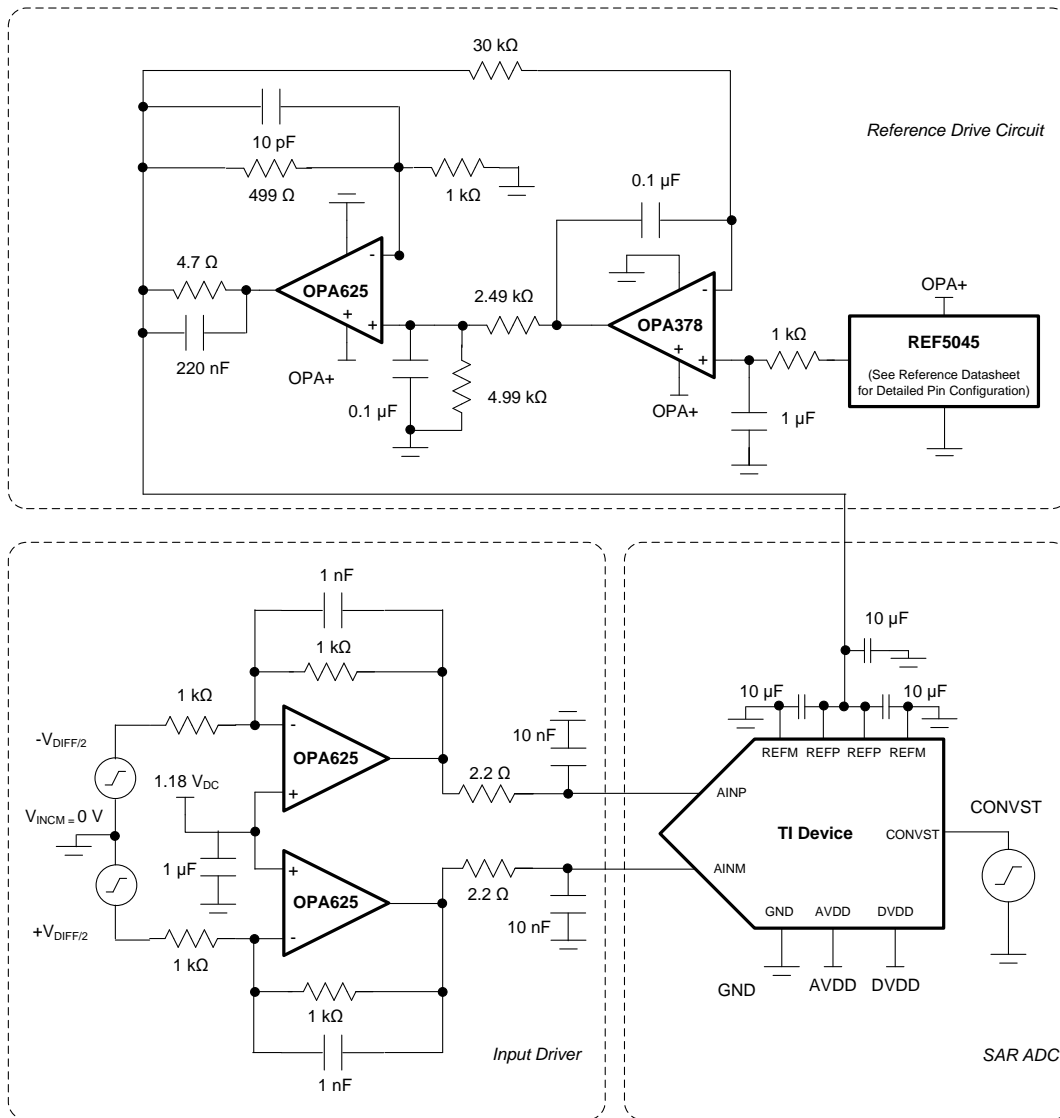 30 kΩ
Reference Drive Circuit
10 pF
499 Ω
1 kΩ
0.1 µF
4.7 Ω
220 nF
-
OPA625
+
+
OPA+
2.49 kΩ
0.1 µF
4.99 kΩ
-
OPA378
+
+
OPA+
1 kΩ
1 µF
OPA+
REF5045
(See Reference Datasheet
for Detailed Pin Configuration)
1 nF
1 kΩ
1 kΩ
-VDIFF/2
-
OPA625
+
1.18 VDC
VINCM = 0 V
1 µF
+
OPA625
-
+VDIFF/2
1 kΩ
1 kΩ
1 nF
10 nF
2.2 Ω
2.2 Ω
10 nF
Input Driver
10 µF
10 µF
10 µF
REFM
REFP
REFP
REFM
AINP
TI Device
CONVST
CONVST
AINM
GND
AVDD
DVDD
GND
AVDD
DVDD
SAR ADC